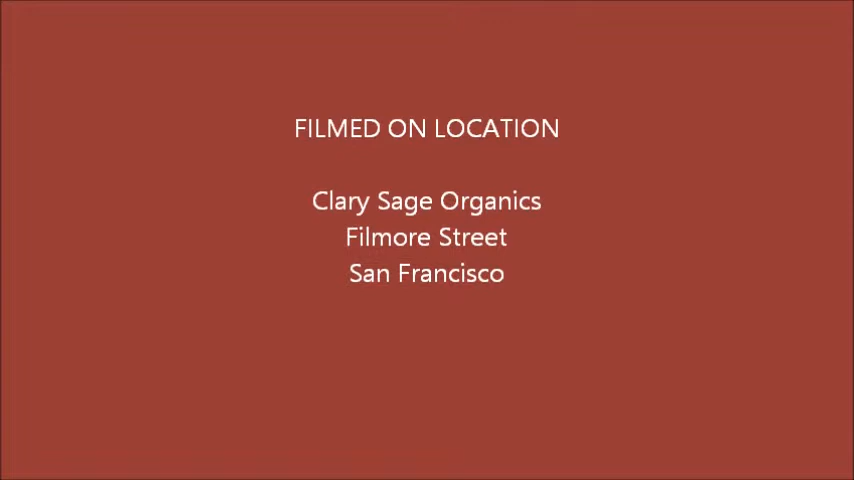 FILMED ON LOCATION
Clary Sage Organics
Filmore Street
San Francisco